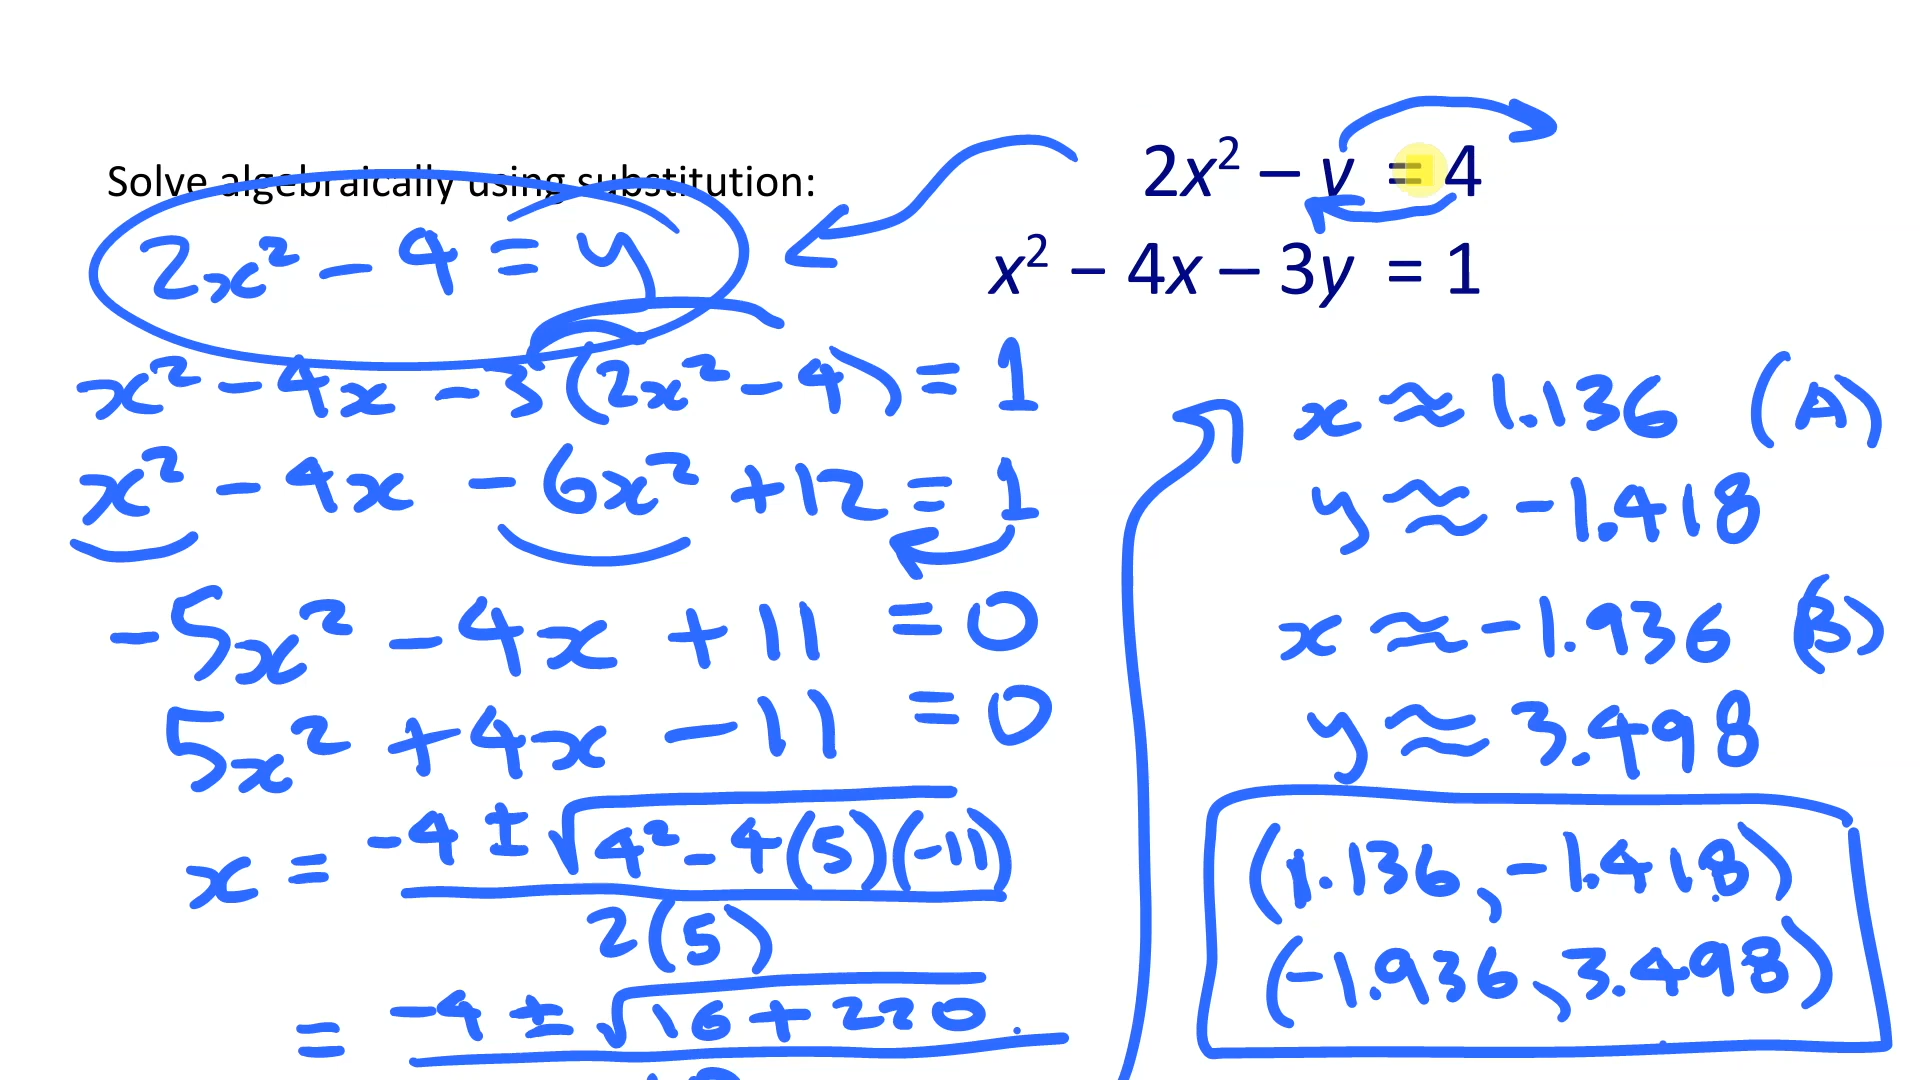 Solve algebraically using substitution:
2x² − y = 4
x² − 4x − 3y = 1
2x² − 4 = y
x² − 4x − 3(2x² − 4) = 1
x² − 4x − 6x² + 12 = 1
−5x² − 4x + 11 = 0
5x² + 4x − 11 = 0
x = −4 ± √4² − 4(5)(−11)
2(5)
= −4 ± √16 + 220
x ≈ 1.136 (A)
y ≈ −1.418
x ≈ −1.936 (B)
y ≈ 3.498
(1.136, −1.418)
(−1.936, 3.498)